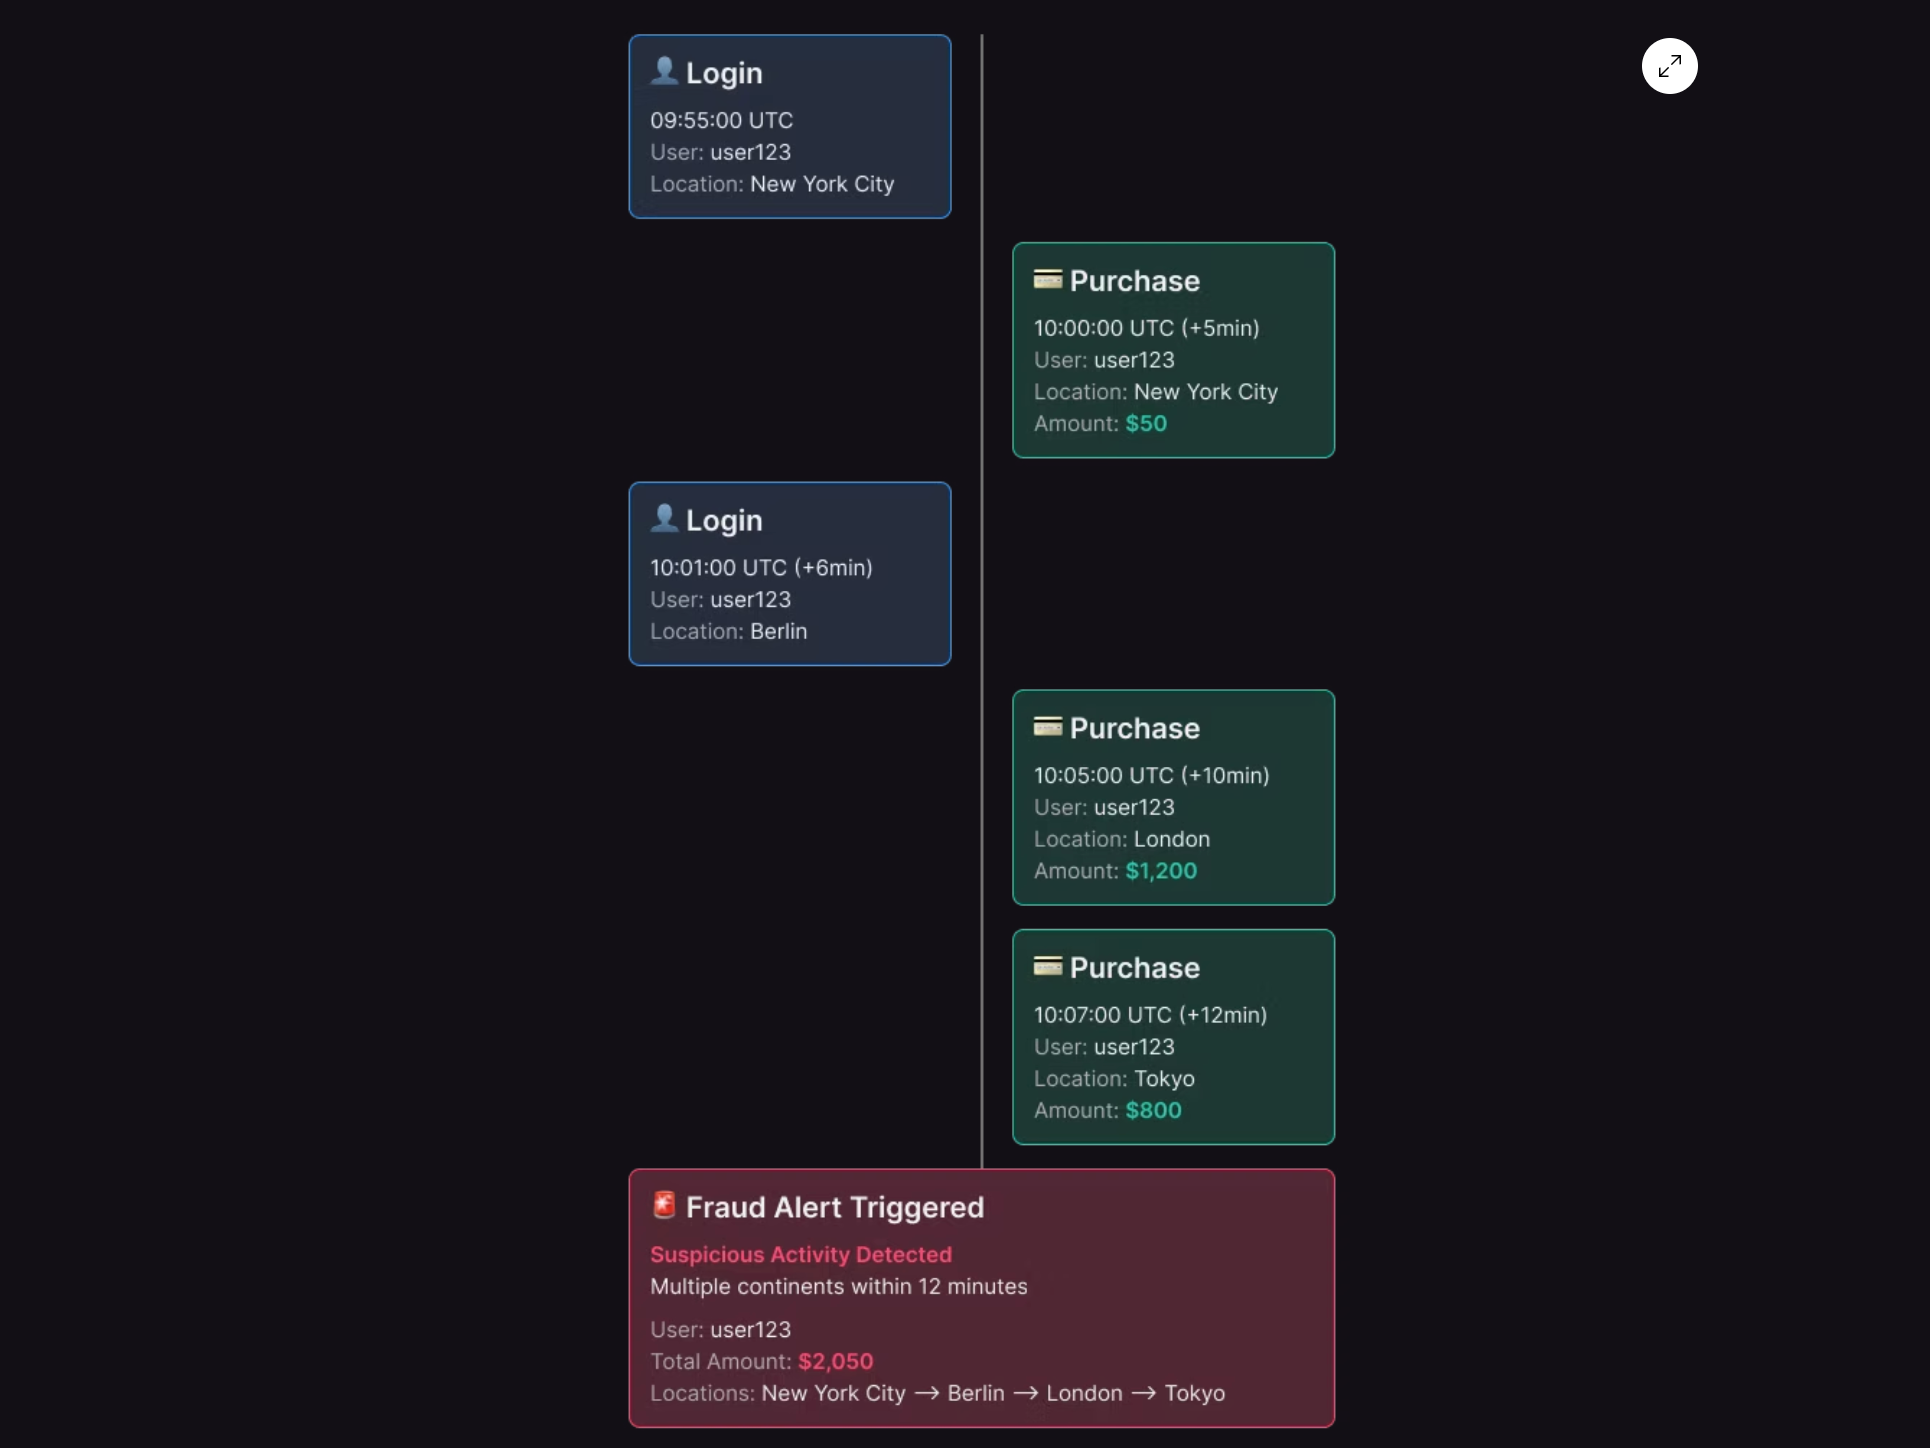 Login
09:55:00 UTC
User: user123
Location: New York City
Purchase
10:00:00 UTC (+5min)
User: user123
Location: New York City
Amount: $50
Login
10:01:00 UTC (+6min)
User: user123
Location: Berlin
Purchase
10:05:00 UTC (+10min)
User: user123
Location: London
Amount: $1,200
Purchase
10:07:00 UTC (+12min)
User: user123
Location: Tokyo
Amount: $800
Fraud Alert Triggered
Suspicious Activity Detected
Multiple continents within 12 minutes
User: user123
Total Amount: $2,050
Locations: New York City → Berlin → London → Tokyo